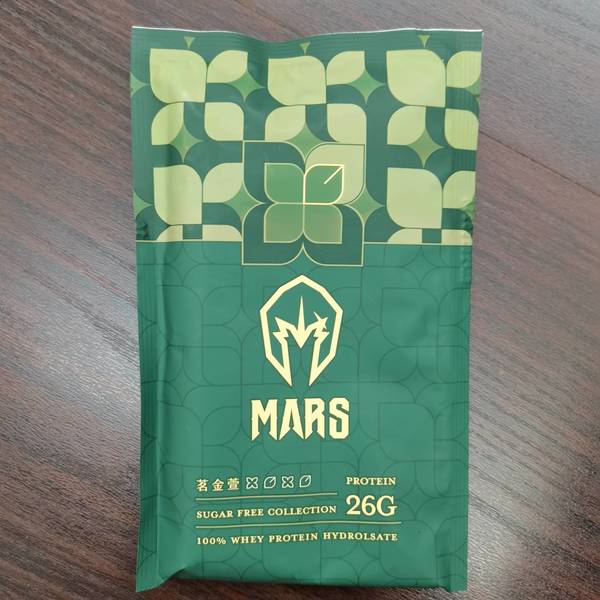 MARS
茗金萱
PROTEIN
SUGAR FREE COLLECTION
26G
100% WHEY PROTEIN HYDROLSATE